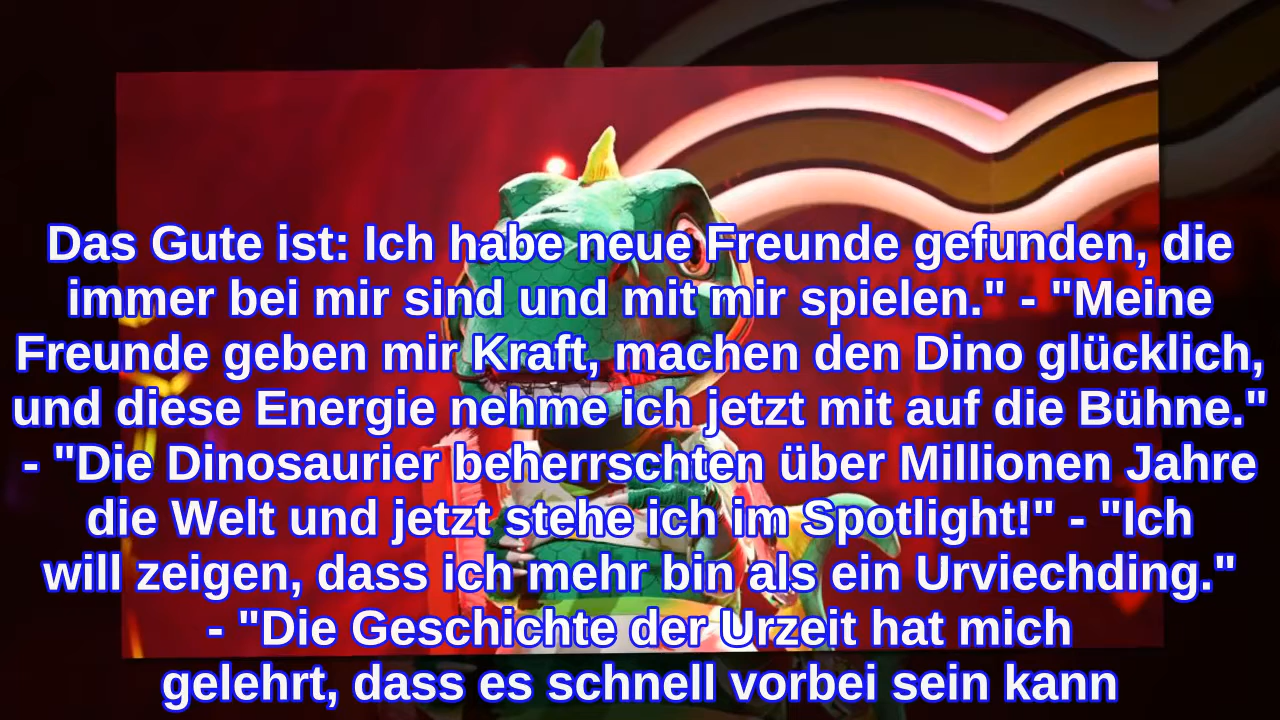 Das Gute ist: Ich habe neue Freunde gefunden, die
immer bei mir sind und mit mir spielen." - "Meine
Freunde geben mir Kraft, machen den Dino glücklich,
und diese Energie nehme ich jetzt mit auf die Bühne."
- "Die Dinosaurier beherrschten über Millionen Jahre
die Welt und jetzt stehe ich im Spotlight!" - "Ich
will zeigen, dass ich mehr bin als ein Urviechding."
- "Die Geschichte der Urzeit hat mich
gelehrt, dass es schnell vorbei sein kann